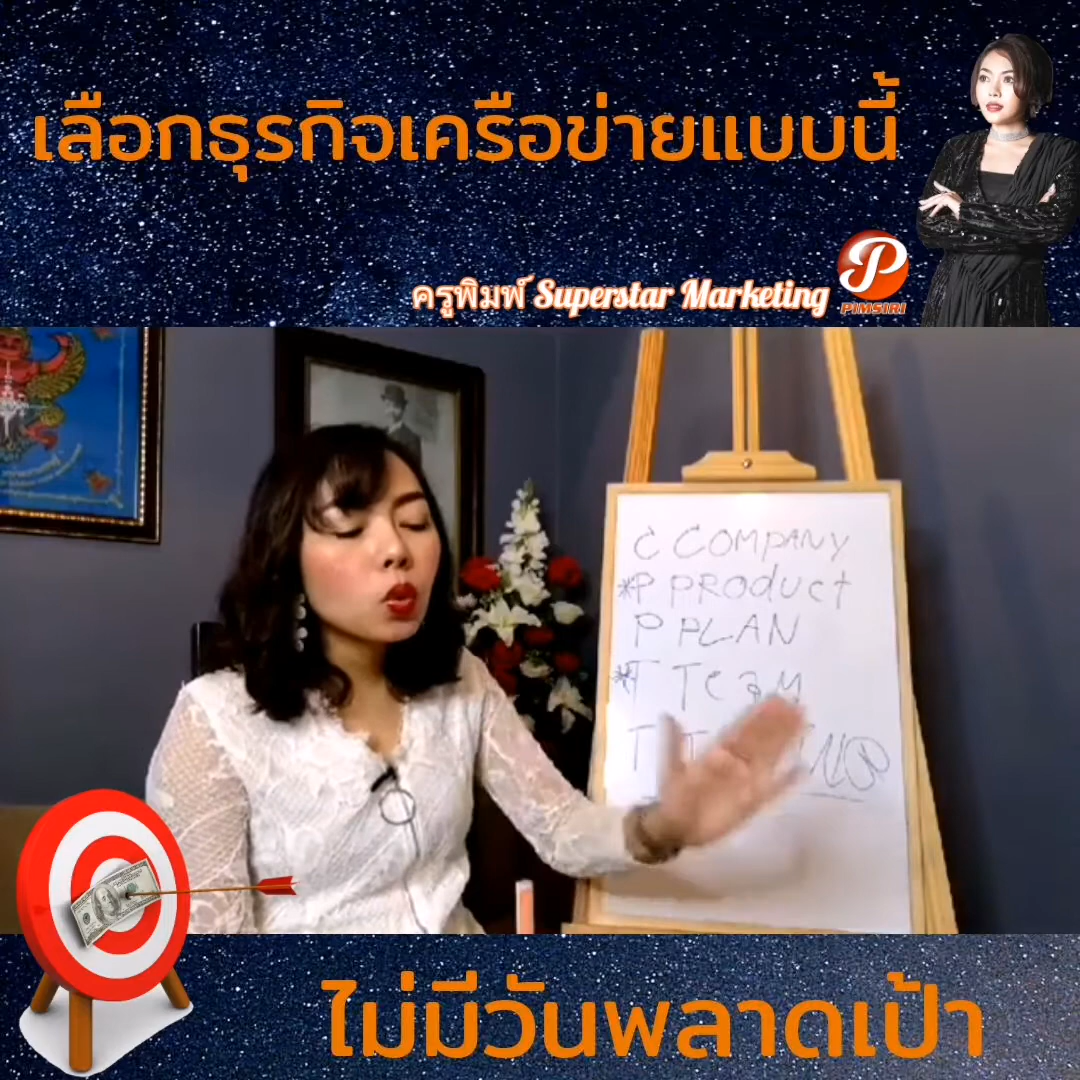 เลือกธุรกิจเครือข่ายแบบนี้
ครูพิมพ์ Superstar Marketing
P
PIMSIRI
C COMPANY
*P PRODUCT
P PLAN
*T Team
T
ไม่มีวันพลาดเป้า